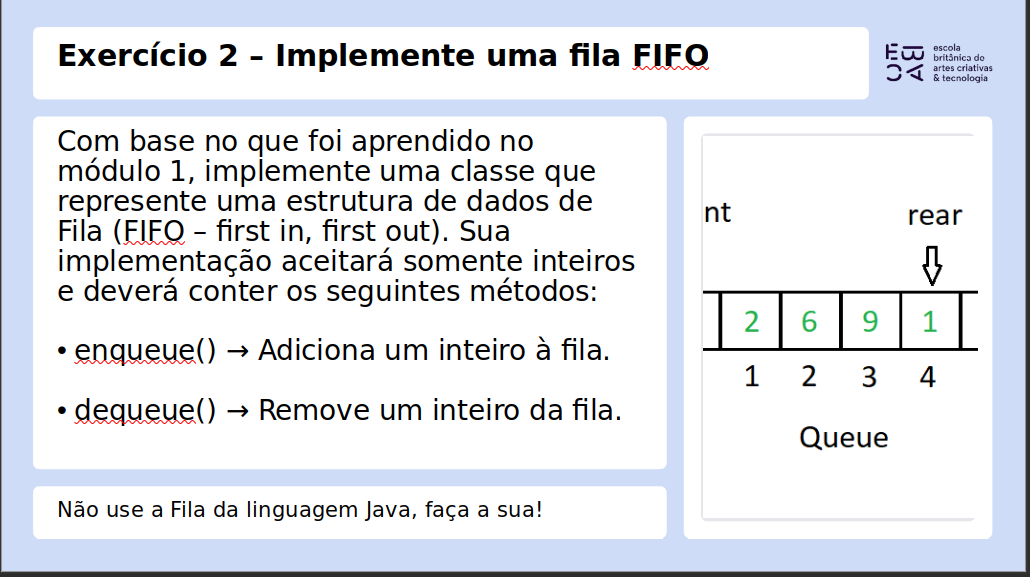 Exercício 2 – Implemente uma fila FIFO
escola
britânica de
artes criativas
& tecnologia
Com base no que foi aprendido no
módulo 1, implemente uma classe que
represente uma estrutura de dados de
Fila (FIFO – first in, first out). Sua
implementação aceitará somente inteiros
e deverá conter os seguintes métodos:
• enqueue() → Adiciona um inteiro à fila.
• dequeue() → Remove um inteiro da fila.
Não use a Fila da linguagem Java, faça a sua!
nt
rear
2 6 9 1
1 2 3 4
Queue